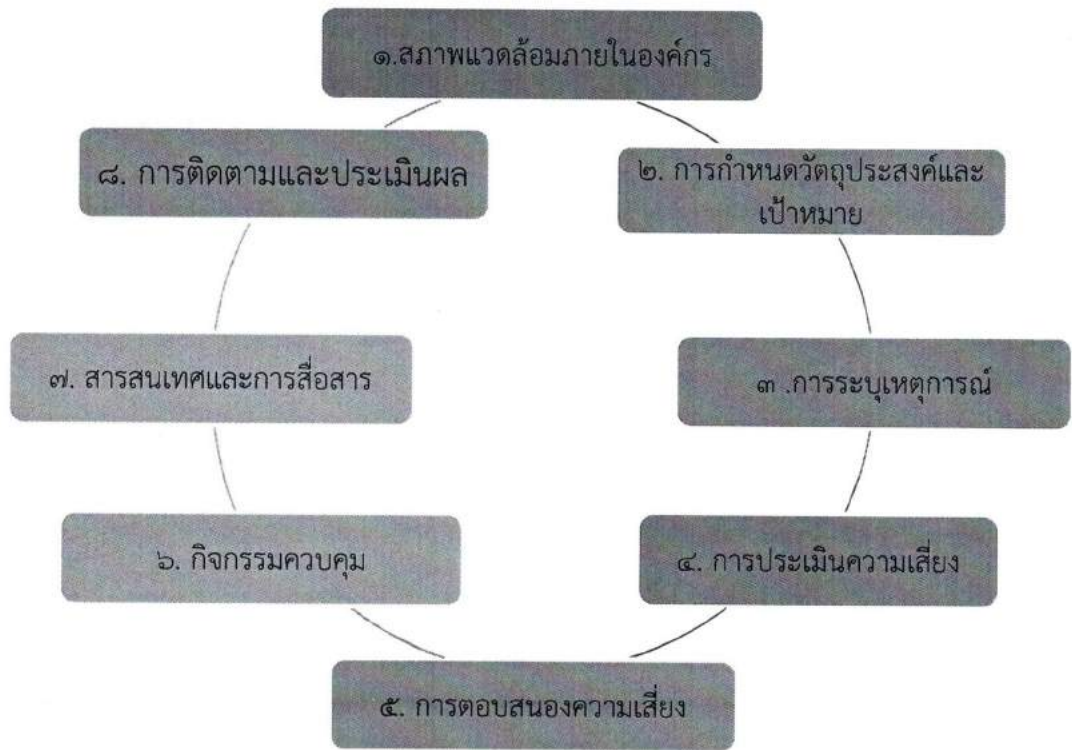 ๑.สภาพแวดล้อมภายในองค์กร
๒. การกำหนดวัตถุประสงค์และ
เป้าหมาย
๓ .การระบุเหตุการณ์
๔. การประเมินความเสี่ยง
๕. การตอบสนองความเสี่ยง
๖. กิจกรรมควบคุม
๗. สารสนเทศและการสื่อสาร
๘. การติดตามและประเมินผล